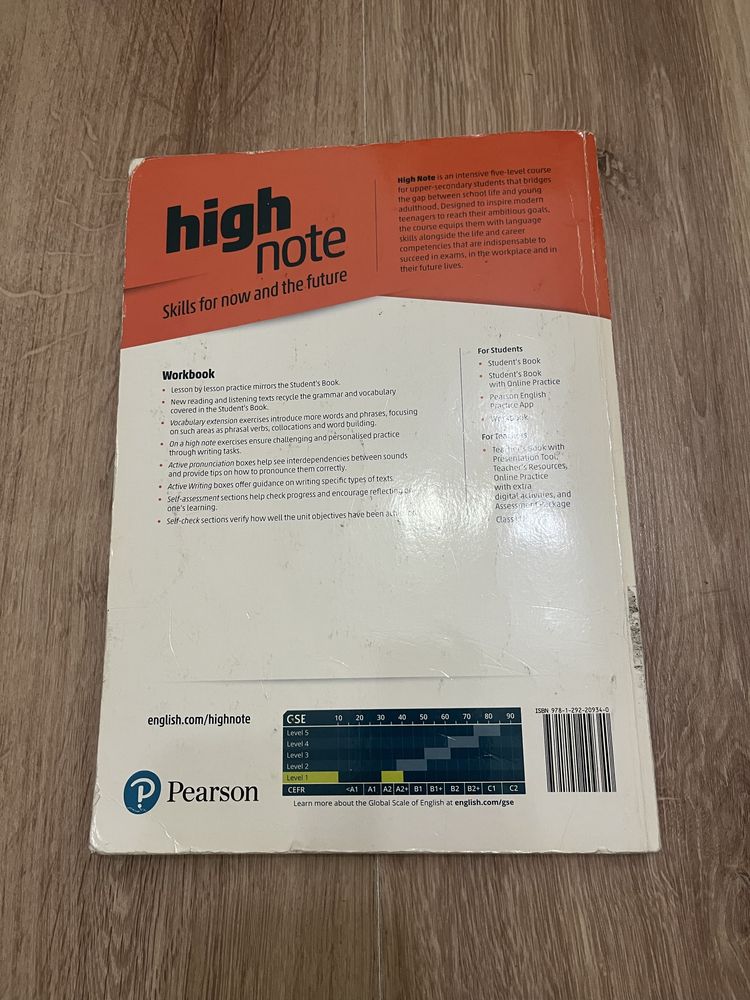 high
note
Skills for now and the future
High Note is an intensive five-level course
for upper-secondary students that bridges
the gap between school life and young
adulthood. Designed to inspire modern
teenagers to reach their ambitious goals,
the course equips them with language
skills alongside the life and career
competencies that are indispensable to
succeed in exams, in the workplace and in
their future lives.
Workbook
• Lesson by lesson practice mirrors the Student's Book.
• New reading and listening texts recycle the grammar and vocabulary
covered in the Student's Book.
• Vocabulary extension exercises introduce more words and phrases, focusing
on such areas as phrasal verbs, collocations and word building.
• On a high note exercises ensure challenging and personalised practice
through writing tasks.
• Active pronunciation boxes help see interdependencies between sounds
and provide tips on how to pronounce them correctly.
• Active Writing boxes offer guidance on writing specific types of texts
• Self-assessment sections help check progress and encourage reflecting on
one's learning.
• Self-check sections verify how well the unit objectives have been
For Students
• Student's Book
• Student's Book
with Online Practice
• Pearson English
Practice App
• Workbook
For Teachers
• Teacher's Book with
Presentation Tool,
Teacher's Resources,
Online Practice
with extra
digital activities, and
Assessment Package
Class
english.com/highnote
Pearson
GSE 10 20 30 40 50 60 70 80 90
Level 5
Level 4
Level 3
Level 2
Level 1
CEFR <A1 A1 A2 A2+ B1 B1+ B2 B2+ C1 C2
Learn more about the Global Scale of English at english.com/gse
ISBN 978-1-292-20934-0